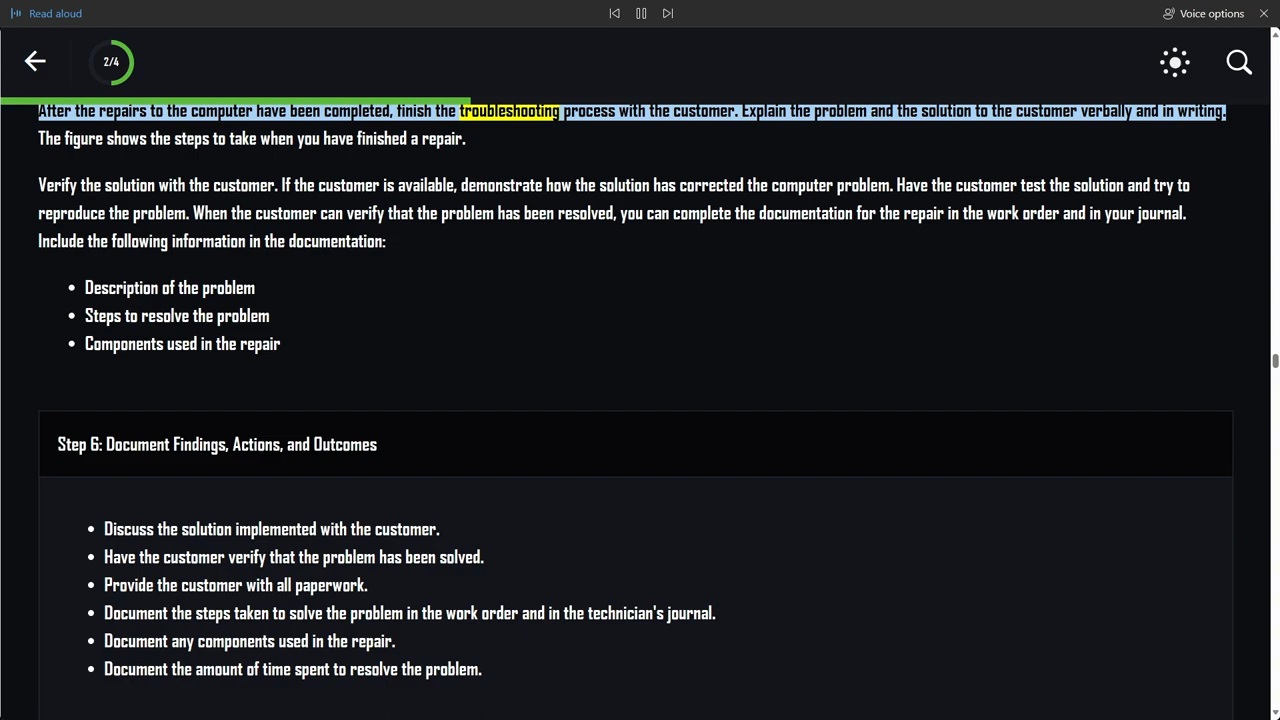 Read aloud
Voice options
2/4
After the repairs to the computer have been completed, finish the troubleshooting process with the customer. Explain the problem and the solution to the customer verbally and in writing.
The figure shows the steps to take when you have finished a repair.
Verify the solution with the customer. If the customer is available, demonstrate how the solution has corrected the computer problem. Have the customer test the solution and try to
reproduce the problem. When the customer can verify that the problem has been resolved, you can complete the documentation for the repair in the work order and in your journal.
Include the following information in the documentation:
• Description of the problem
• Steps to resolve the problem
• Components used in the repair
Step 6: Document Findings, Actions, and Outcomes
• Discuss the solution implemented with the customer.
• Have the customer verify that the problem has been solved.
• Provide the customer with all paperwork.
• Document the steps taken to solve the problem in the work order and in the technician's journal.
• Document any components used in the repair.
• Document the amount of time spent to resolve the problem.